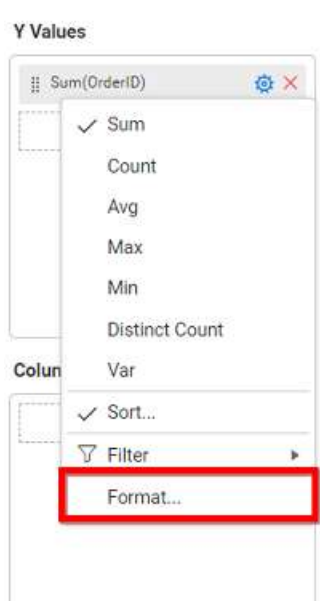 Y Values
Sum(OrderID)
Sum
Count
Avg
Max
Min
Distinct Count
Var
Colun
Sort...
Filter
Format...